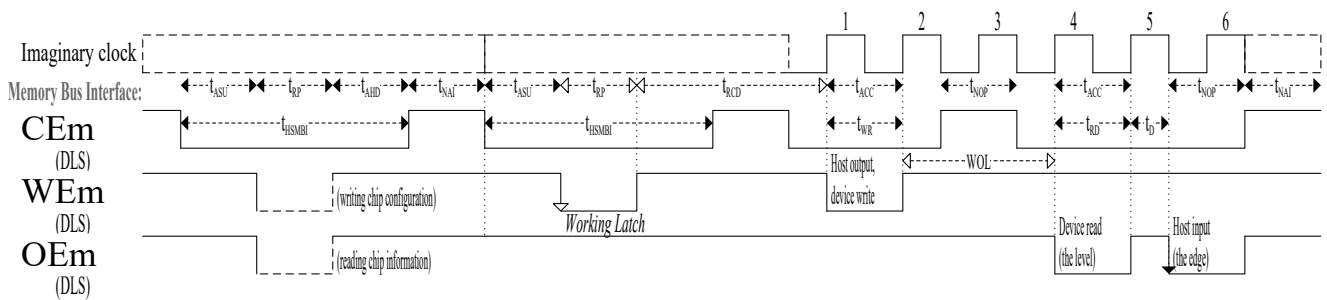 1 2 3 4 5 6
Imaginary clock
tASU tRP tAHD tNAI tASU tRP tRCD tACC tNOP tACC tNOP tNAI
Memory Bus Interface:
CEm tHSMBI tHSMBI tWR tRD tD
(DLS)
WOL
WEm (writing chip configuration) Host output,
device write
(DLS) Working Latch
OEm (reading chip information) Device read Host input
(the level) (the edge)
(DLS)